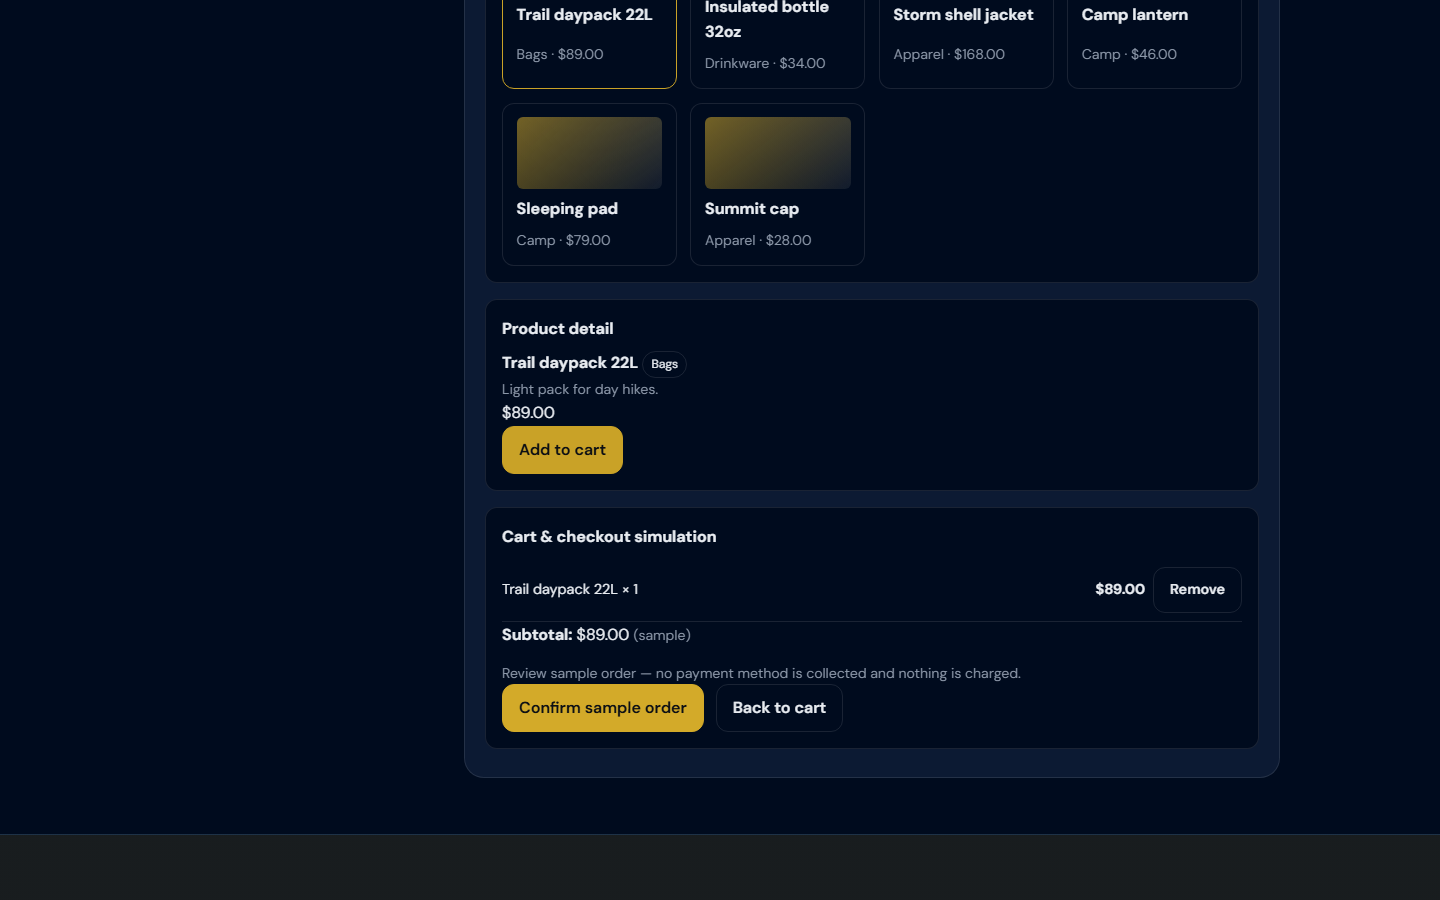 Trail daypack 22L
Bags · $89.00
Insulated bottle
32oz
Drinkware · $34.00
Storm shell jacket
Apparel · $168.00
Camp lantern
Camp · $46.00
Sleeping pad
Camp · $79.00
Summit cap
Apparel · $28.00
Product detail
Trail daypack 22L Bags
Light pack for day hikes.
$89.00
Add to cart
Cart & checkout simulation
Trail daypack 22L × 1 $89.00 Remove
Subtotal: $89.00 (sample)
Review sample order — no payment method is collected and nothing is charged.
Confirm sample order Back to cart